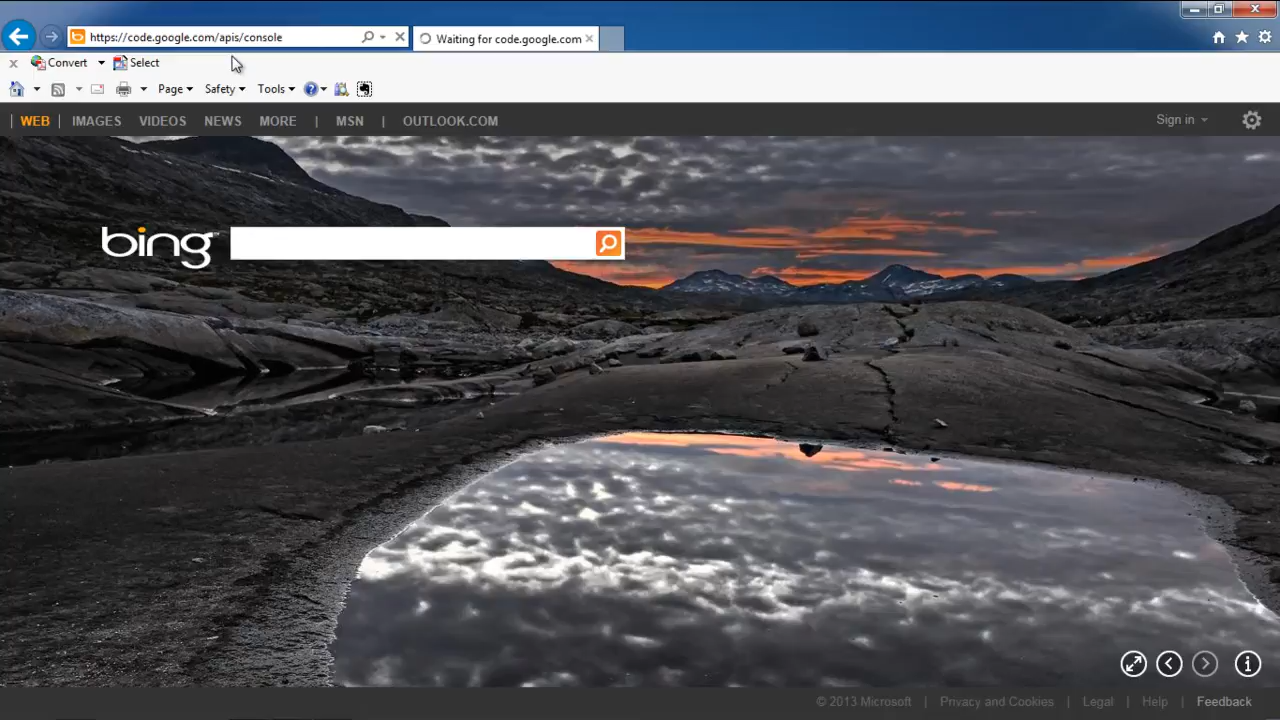 https://code.google.com/apis/console
Waiting for code.google.com
Convert Select
Page Safety Tools
WEB IMAGES VIDEOS NEWS MORE | MSN | OUTLOOK.COM Sign in
bing
© 2013 Microsoft | Privacy and Cookies | Legal | Help | Feedback